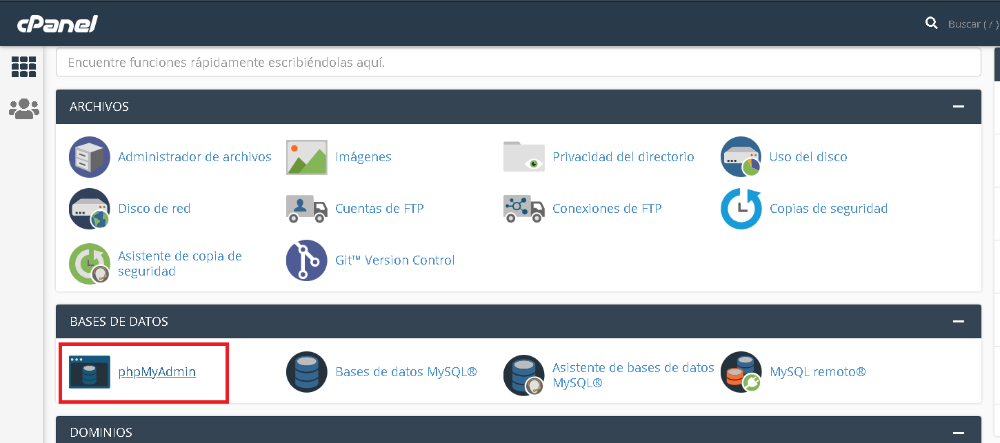 cPanel
Buscar ( / )
Encuentre funciones rápidamente escribiéndolas aquí.
ARCHIVOS
Administrador de archivos
Imágenes
Privacidad del directorio
Uso del disco
Disco de red
Cuentas de FTP
Conexiones de FTP
Copias de seguridad
Asistente de copia de
seguridad
Git™ Version Control
BASES DE DATOS
phpMyAdmin
Bases de datos MySQL®
Asistente de bases de datos
MySQL®
MySQL remoto®
DOMINIOS